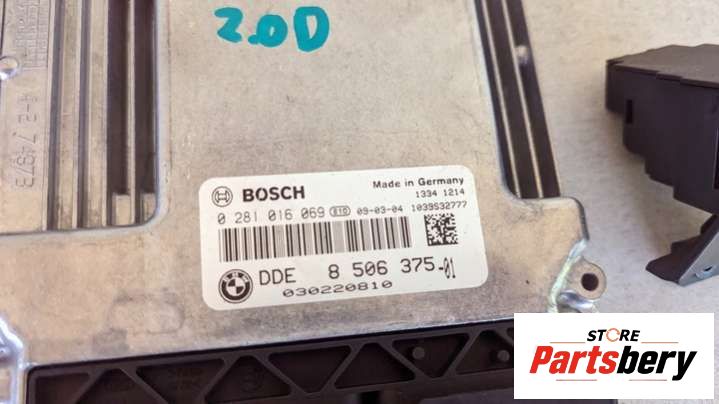 2.0D
BOSCH
Made in Germany
1334 1214
0 281 016 069 81D 09-03-04 1039S32777
DDE 8 506 375-01
030220810
STORE
Partsbery